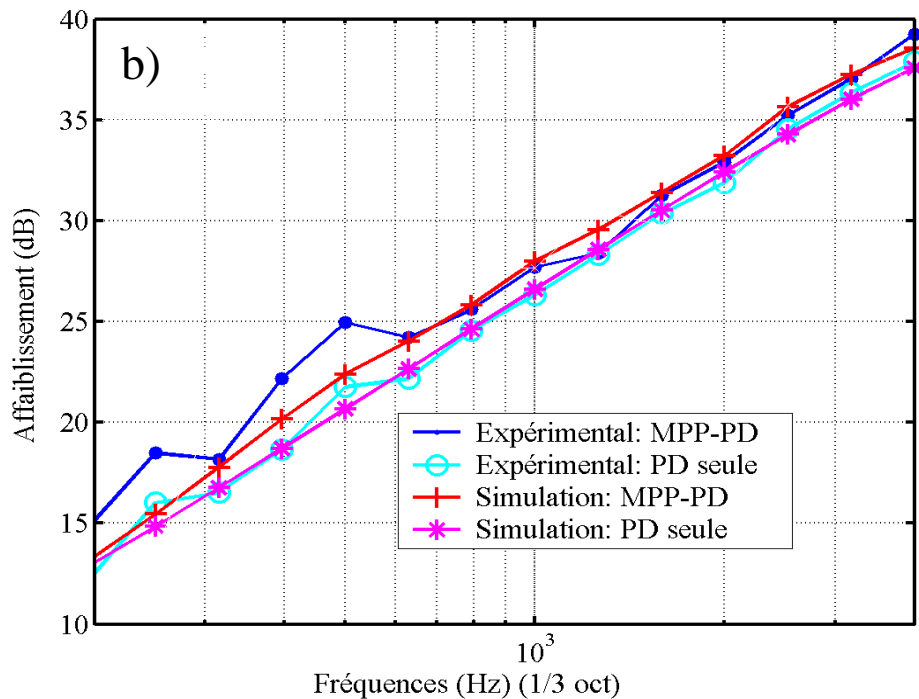 b)
40
35
30
25
20
15
10
Affaiblissement (dB)
Expérimental: MPP-PD
Expérimental: PD seule
Simulation: MPP-PD
Simulation: PD seule
10³
Fréquences (Hz) (1/3 oct)